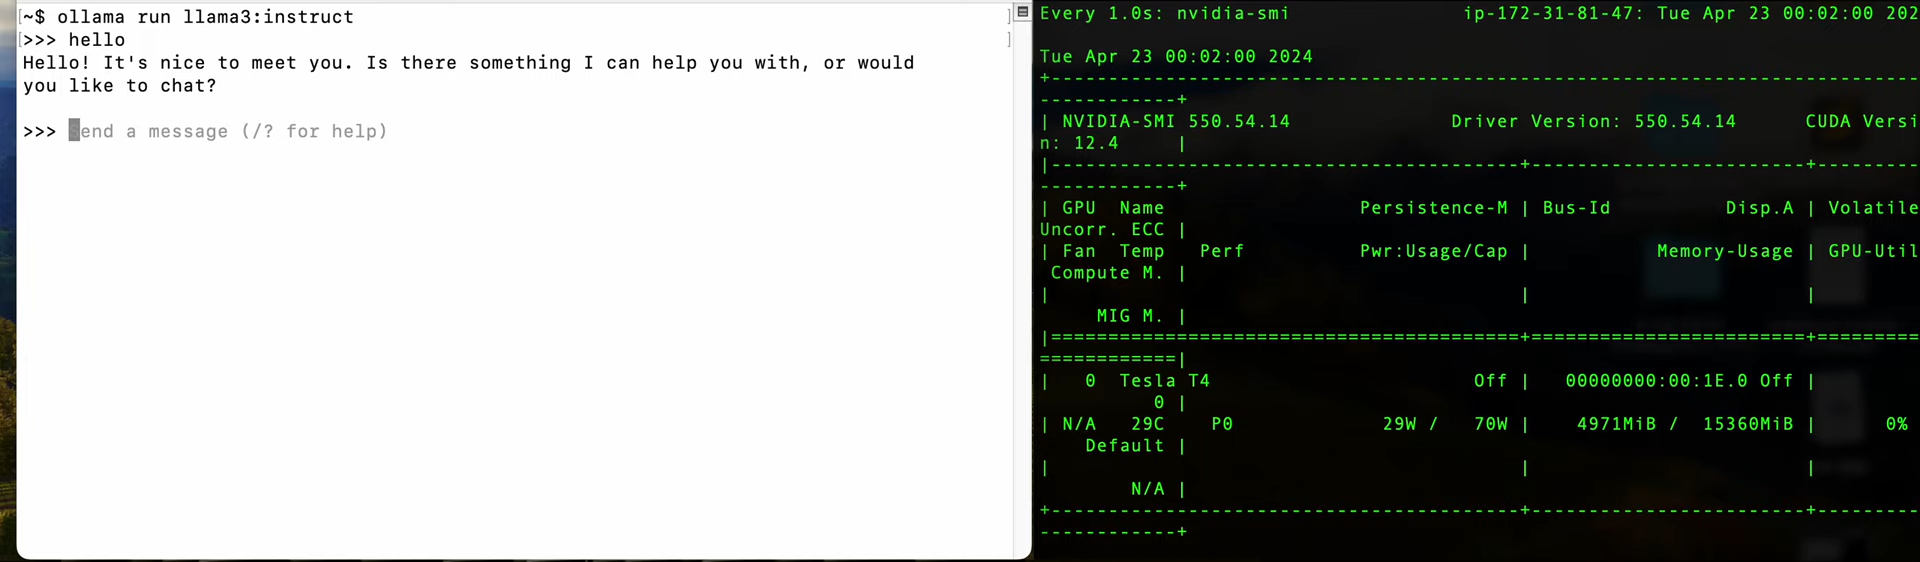 [~$ ollama run llama3:instruct ]
[>>> hello ]
Hello! It's nice to meet you. Is there something I can help you with, or would
you like to chat?
>>> Send a message (/? for help)
Every 1.0s: nvidia-smi ip-172-31-81-47: Tue Apr 23 00:02:00 202
Tue Apr 23 00:02:00 2024
+-----------------------------------------+------------------------+--------
------------+
| NVIDIA-SMI 550.54.14 Driver Version: 550.54.14 CUDA Versi
n: 12.4 |
|-----------------------------------------+------------------------+---------
------------+
| GPU Name Persistence-M | Bus-Id Disp.A | Volatile
Uncorr. ECC |
| Fan Temp Perf Pwr:Usage/Cap | Memory-Usage | GPU-Util
Compute M. |
| | |
MIG M. |
|=========================================+========================+=========
============|
| 0 Tesla T4 Off | 00000000:00:1E.0 Off |
0 |
| N/A 29C P0 29W / 70W | 4971MiB / 15360MiB | 0%
Default |
| | |
N/A |
+-----------------------------------------+------------------------+---------
------------+